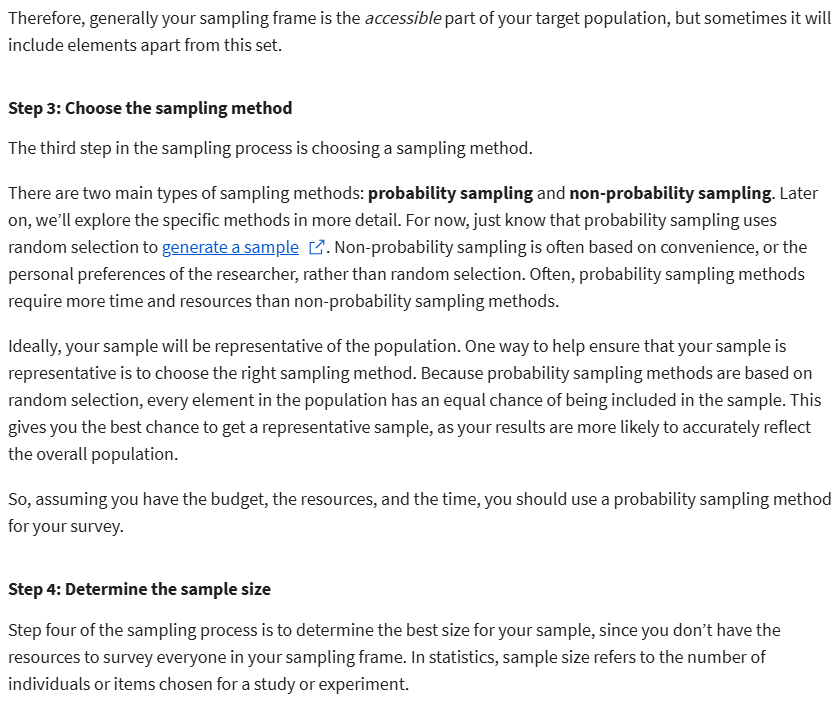 Therefore, generally your sampling frame is the accessible part of your target population, but sometimes it will
include elements apart from this set.
Step 3: Choose the sampling method
The third step in the sampling process is choosing a sampling method.
There are two main types of sampling methods: probability sampling and non-probability sampling. Later
on, we’ll explore the specific methods in more detail. For now, just know that probability sampling uses
random selection to generate a sample. Non-probability sampling is often based on convenience, or the
personal preferences of the researcher, rather than random selection. Often, probability sampling methods
require more time and resources than non-probability sampling methods.
Ideally, your sample will be representative of the population. One way to help ensure that your sample is
representative is to choose the right sampling method. Because probability sampling methods are based on
random selection, every element in the population has an equal chance of being included in the sample. This
gives you the best chance to get a representative sample, as your results are more likely to accurately reflect
the overall population.
So, assuming you have the budget, the resources, and the time, you should use a probability sampling method
for your survey.
Step 4: Determine the sample size
Step four of the sampling process is to determine the best size for your sample, since you don’t have the
resources to survey everyone in your sampling frame. In statistics, sample size refers to the number of
individuals or items chosen for a study or experiment.